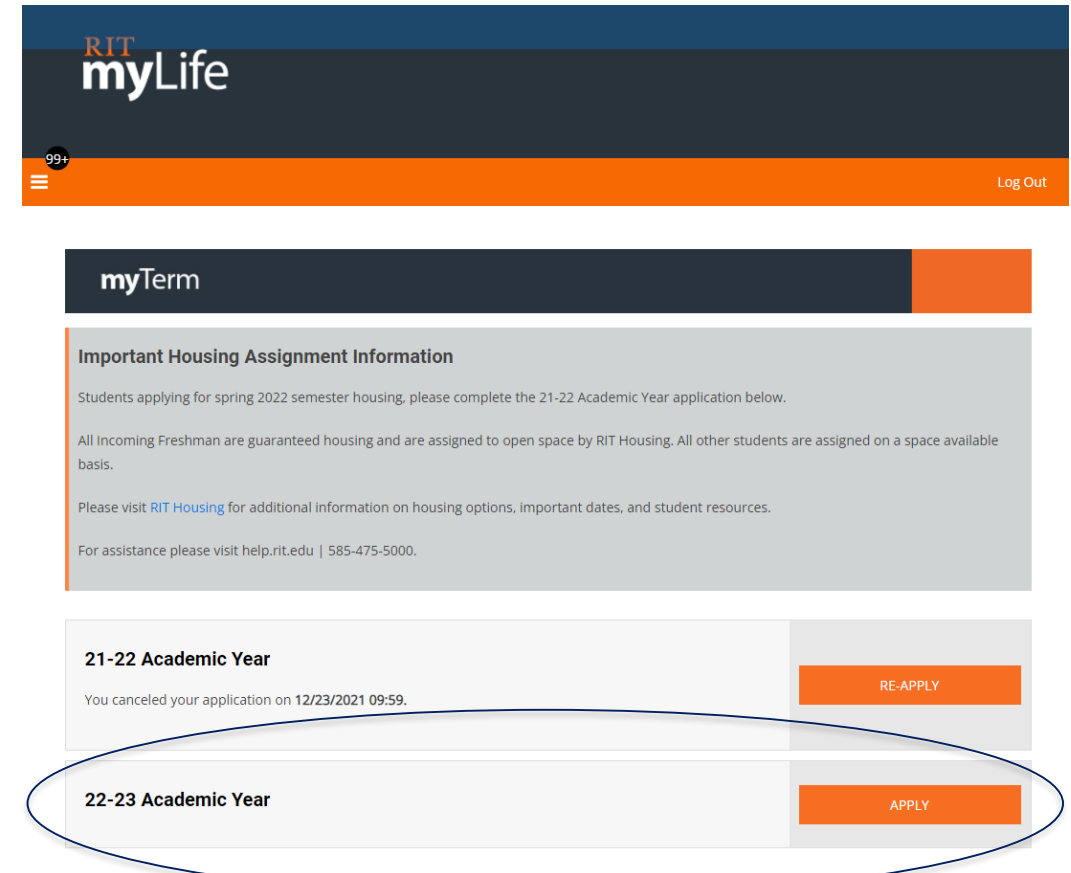 RIT
myLife
99+
Log Out
myTerm
Important Housing Assignment Information
Students applying for spring 2022 semester housing, please complete the 21-22 Academic Year application below.
All Incoming Freshman are guaranteed housing and are assigned to open space by RIT Housing. All other students are assigned on a space available
basis.
Please visit RIT Housing for additional information on housing options, important dates, and student resources.
For assistance please visit help.rit.edu | 585-475-5000.
21-22 Academic Year
You canceled your application on 12/23/2021 09:59.
RE-APPLY
22-23 Academic Year
APPLY